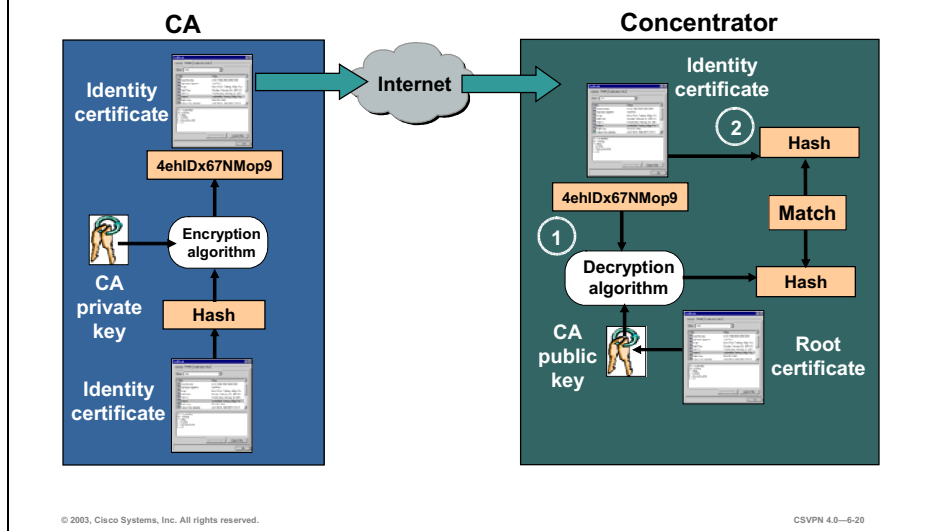 CA
Concentrator
Identity
certificate
Internet
Identity
certificate
2
Hash
4ehIDx67NMop9
4ehIDx67NMop9
1
Match
Encryption
algorithm
Decryption
algorithm
Hash
CA
private
key
Hash
CA
public
key
Root
certificate
Identity
certificate
© 2003, Cisco Systems, Inc. All rights reserved.
CSVPN 4.0—6-20